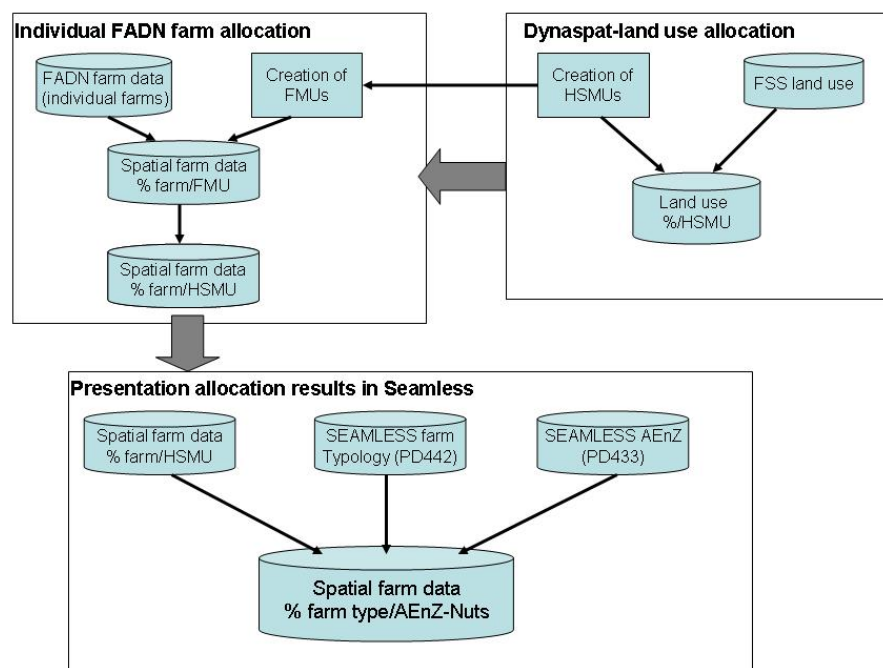 Individual FADN farm allocation
FADN farm data
(individual farms)
Creation of
FMUs
Spatial farm data
% farm/FMU
Spatial farm data
% farm/HSMU
Dynaspat-land use allocation
Creation of
HSMUs
FSS land use
Land use
%/HSMU
Presentation allocation results in Seamless
Spatial farm data
% farm/HSMU
SEAMLESS farm
Typology (PD442)
SEAMLESS AEnZ
(PD433)
Spatial farm data
% farm type/AEnZ-Nuts